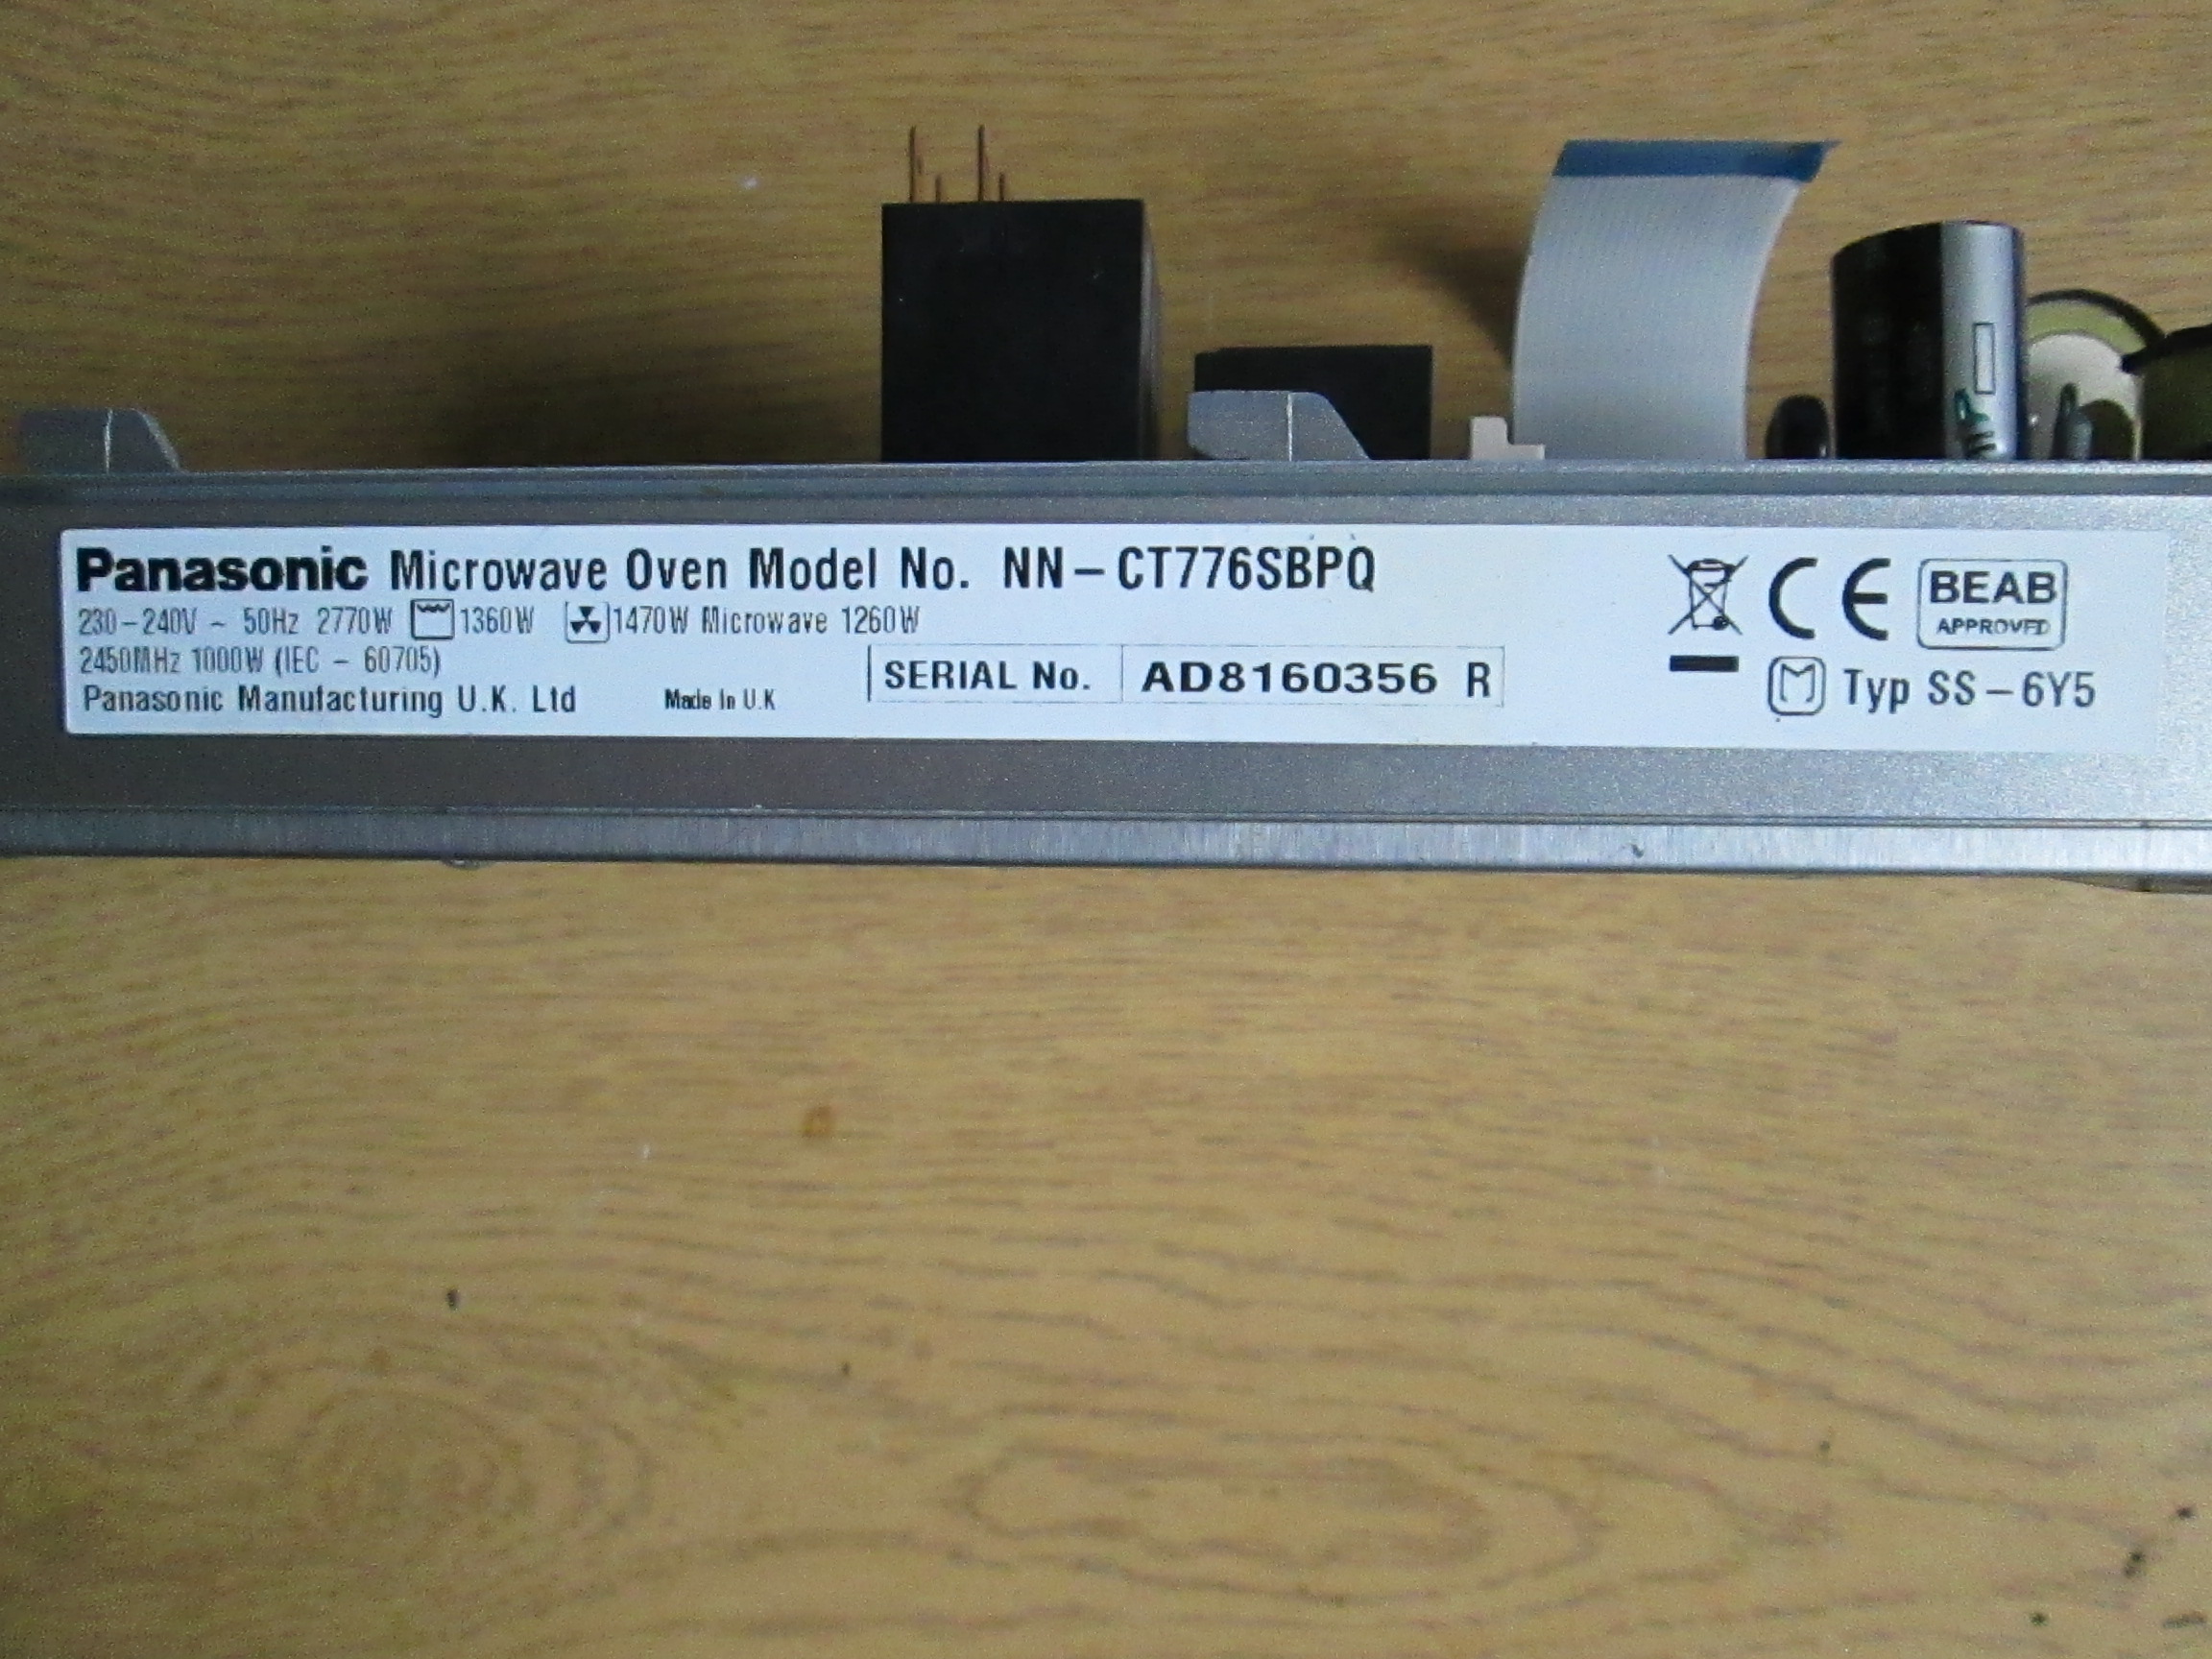 Panasonic Microwave Oven Model No. NN-CT776SBPQ
230-240V ~ 50Hz 2770W 1360W 1470W Microwave 1260W
2450MHz 1000W (IEC - 60705)
Panasonic Manufacturing U.K. Ltd Made In U.K
SERIAL No. AD8160356 R
CE
BEAB
APPROVED
M Typ SS-6Y5